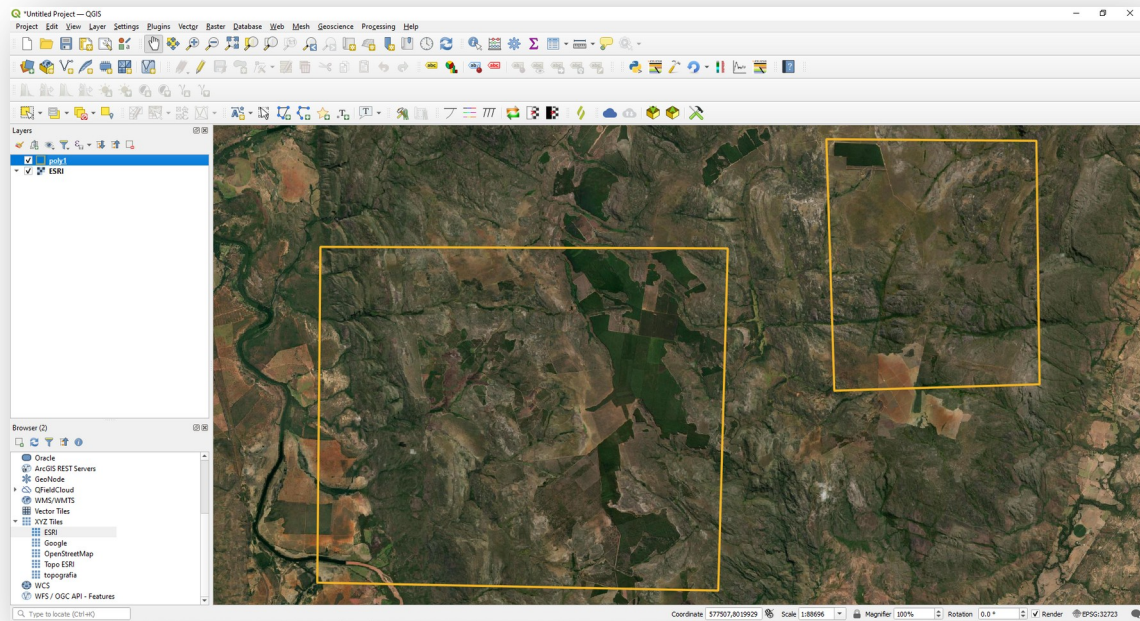 *Untitled Project — QGIS
Project Edit View Layer Settings Plugins Vector Raster Database Web Mesh Geoscience Processing Help
abc abc abc
Layers
poly1
ESRI
Browser (2)
Oracle
ArcGIS REST Servers
GeoNode
QFieldCloud
WMS/WMTS
Vector Tiles
XYZ Tiles
ESRI
Google
OpenStreetMap
Topo ESRI
topografia
WCS
WFS / OGC API - Features
Type to locate (Ctrl+K) Coordinate 577507,8019929 Scale 1:88696 Magnifier 100% Rotation 0.0 ° Render EPSG:32723